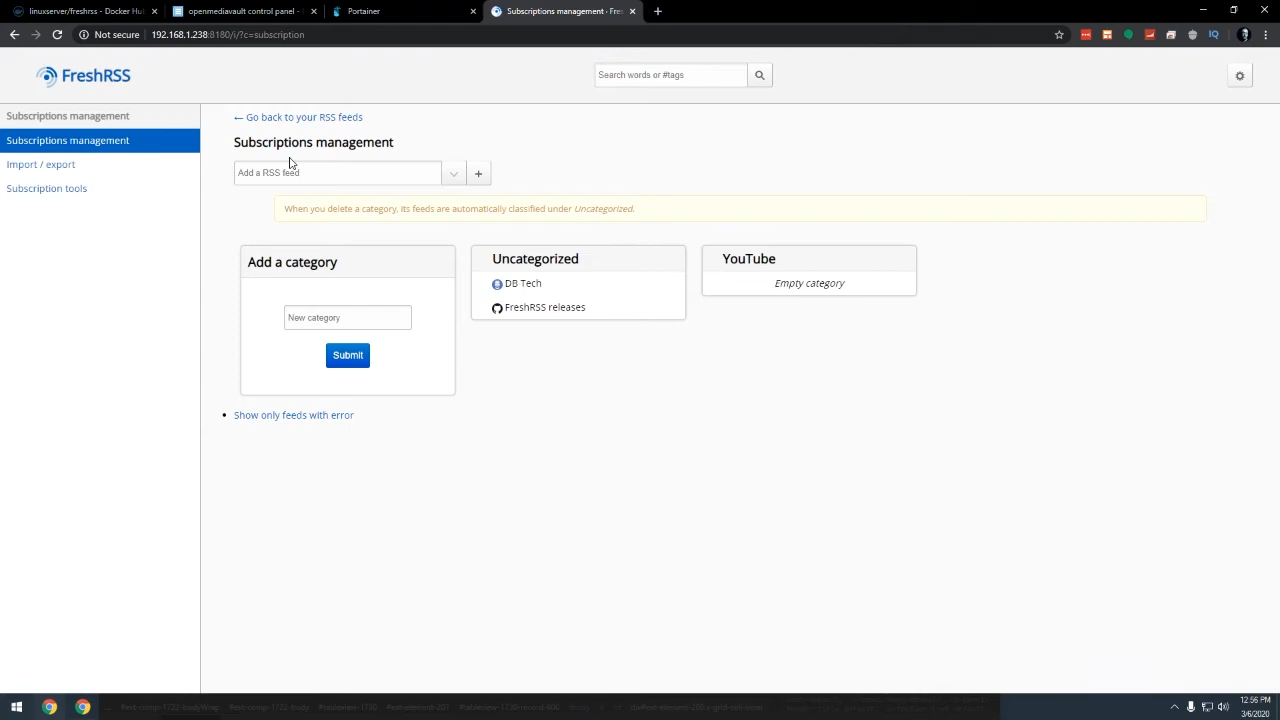 linuxserver/freshrss - Docker Hub
openmediavault control panel -
Portainer
Subscriptions management · Fre
Not secure
192.168.1.238:8180/i/?c=subscription
FreshRSS
Search words or #tags
Subscriptions management
Subscriptions management
Import / export
Subscription tools
← Go back to your RSS feeds
Subscriptions management
Add a RSS feed
When you delete a category, its feeds are automatically classified under Uncategorized.
Add a category
New category
Submit
Uncategorized
DB Tech
FreshRSS releases
YouTube
Empty category
Show only feeds with error
12:56 PM
3/6/2020